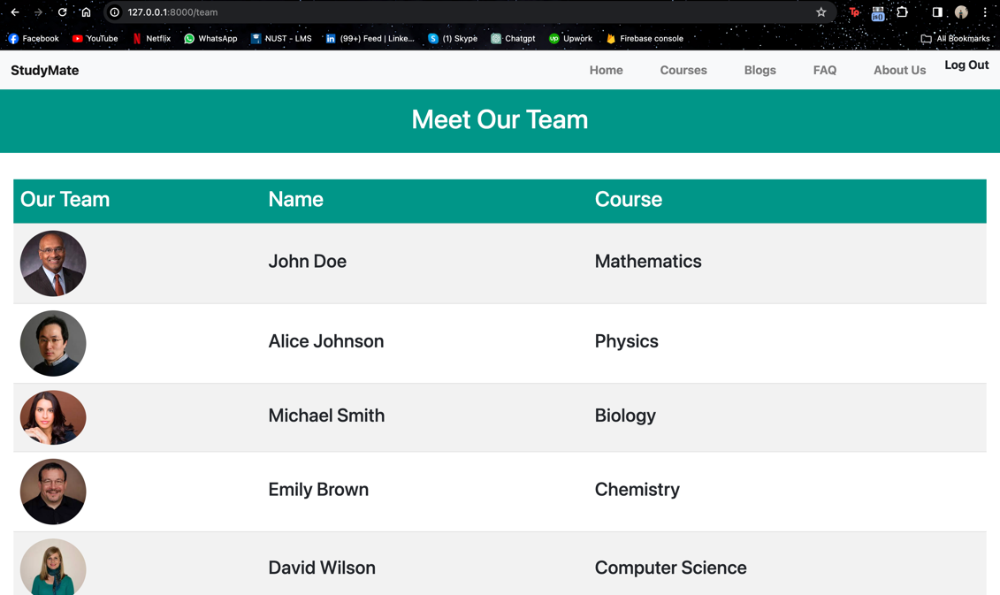 127.0.0.1:8000/team
Tp
js()
Facebook YouTube Netflix WhatsApp NUST - LMS (99+) Feed | Linke... (1) Skype Chatgpt Upwork Firebase console All Bookmarks
StudyMate Home Courses Blogs FAQ About Us Log Out
Meet Our Team
Our Team Name Course
John Doe Mathematics
Alice Johnson Physics
Michael Smith Biology
Emily Brown Chemistry
David Wilson Computer Science